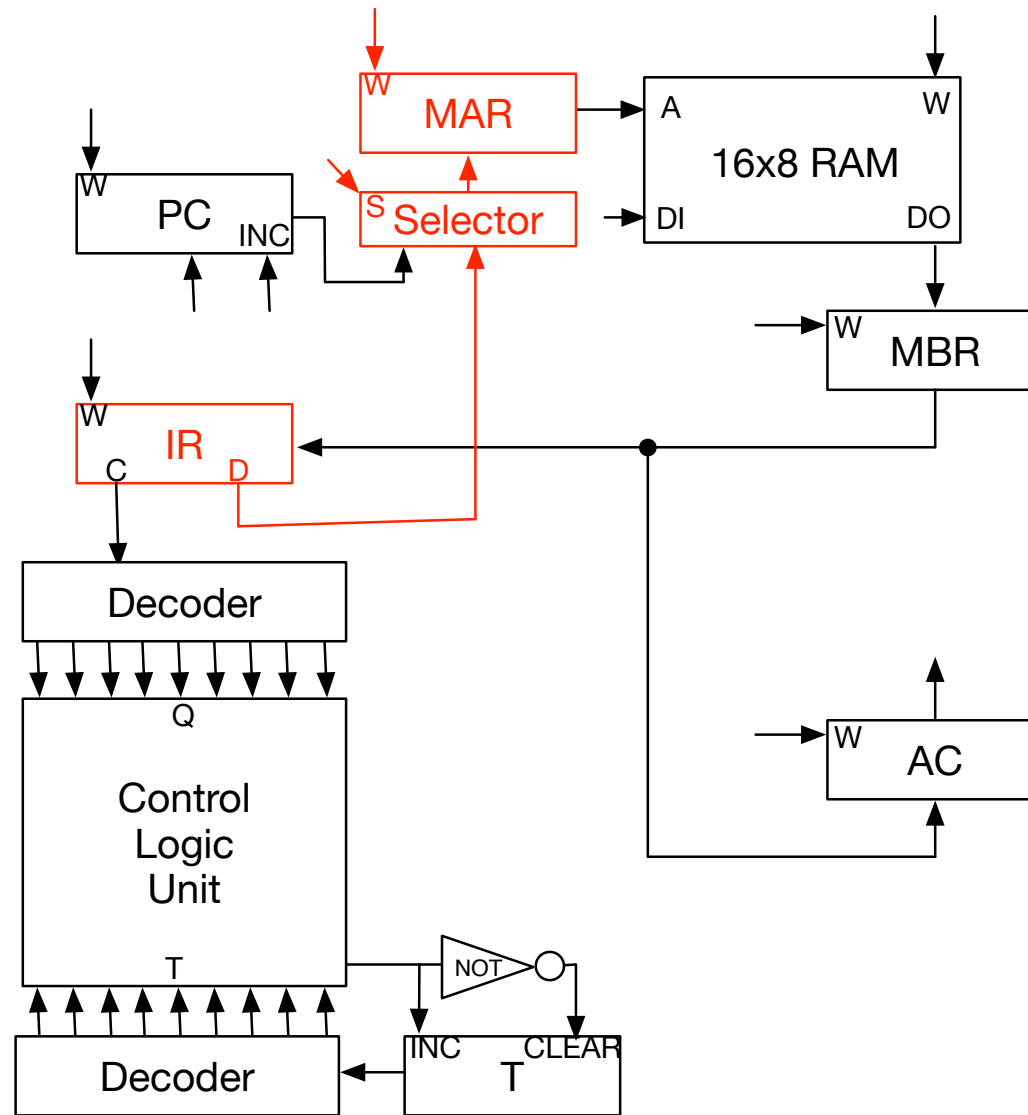 W
MAR
A
W
16x8 RAM
DI
DO
W
PC
INC
S
Selector
W
MBR
W
IR
C
D
Decoder
Q
Control
Logic
Unit
T
W
AC
NOT
INC
CLEAR
T
Decoder